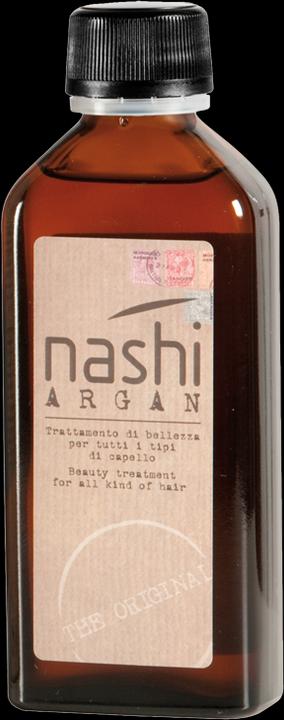 nashi
ARGAN
Trattamento di bellezza
per tutti i tipi
di capello
Beauty treatment
for all kind of hair
THE ORIGINAL